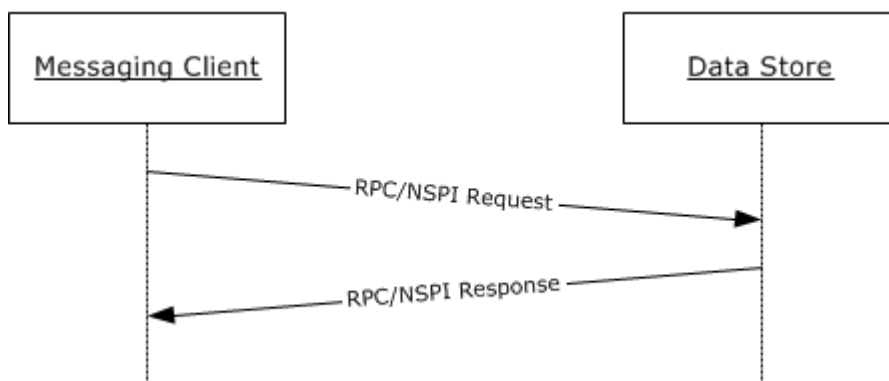 Messaging Client
Data Store
RPC/NSPI Request
RPC/NSPI Response